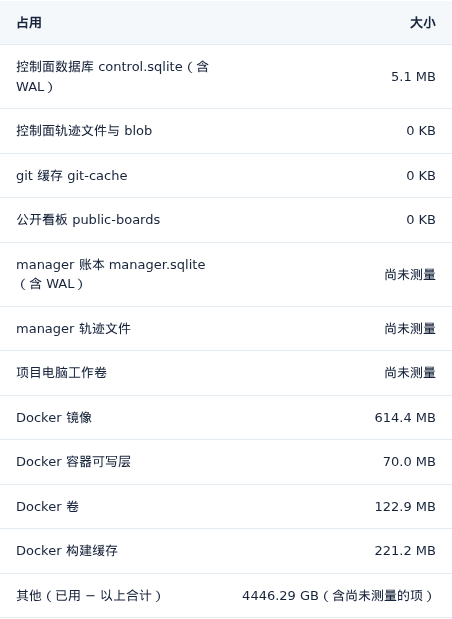 占用 大小
控制面数据库 control.sqlite（含
WAL） 5.1 MB
控制面轨迹文件与 blob 0 KB
git 缓存 git-cache 0 KB
公开看板 public-boards 0 KB
manager 账本 manager.sqlite
（含 WAL） 尚未测量
manager 轨迹文件 尚未测量
项目电脑工作卷 尚未测量
Docker 镜像 614.4 MB
Docker 容器可写层 70.0 MB
Docker 卷 122.9 MB
Docker 构建缓存 221.2 MB
其他（已用 − 以上合计） 4446.29 GB（含尚未测量的项）